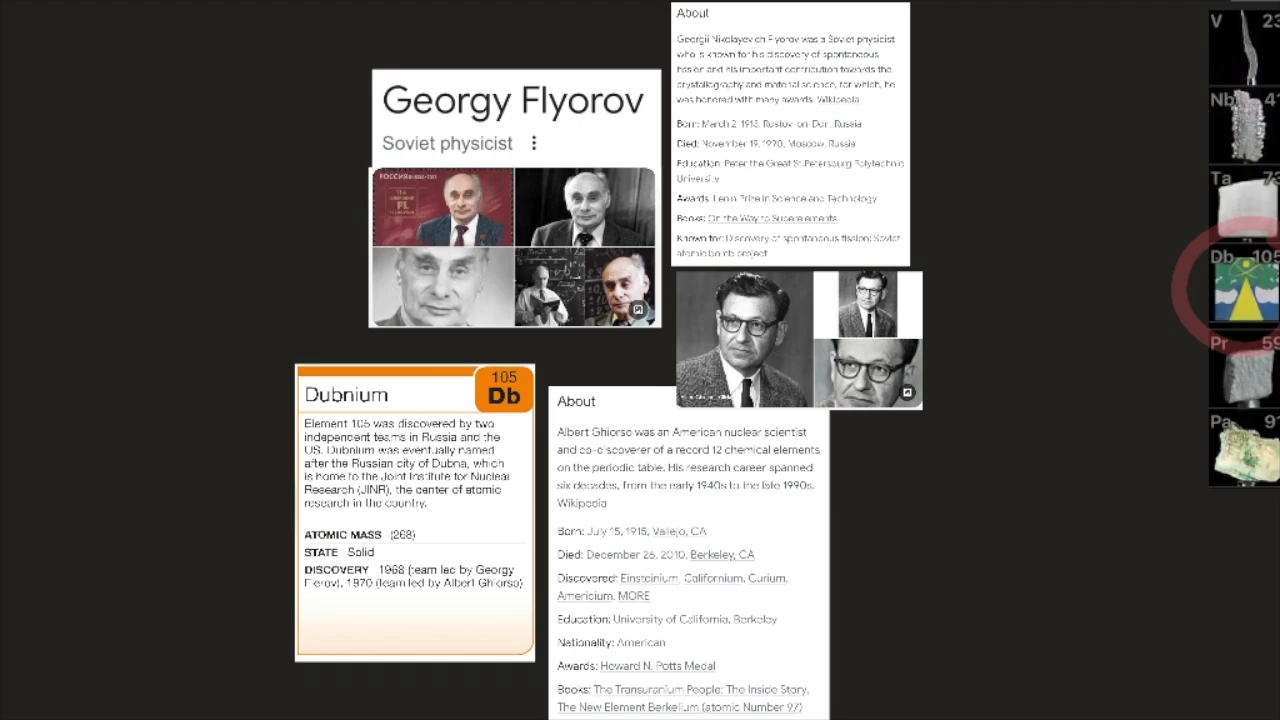 Georgy Flyorov
Soviet physicist
РОССИЯ
FL
About
Georgii Nikolayevich Flyorov was a Soviet physicist
who is known for his discovery of spontaneous
fission and his important contribution towards the
crystallography and material science, for which, he
was honored with many awards. Wikipedia
Born: March 2, 1913, Rostov-on-Don, Russia
Died: November 19, 1990, Moscow, Russia
Education: Peter the Great St.Petersburg Polytechnic
University
Awards: Lenin Prize in Science and Technology
Books: On the Way to Superelements
Known for: Discovery of spontaneous fission; Soviet
atomic bomb project
Dubnium
105
Db
Element 105 was discovered by two
independent teams in Russia and the
US. Dubnium was eventually named
after the Russian city of Dubna, which
is home to the Joint Institute for Nuclear
Research (JINR), the center of atomic
research in the country.
ATOMIC MASS (268)
STATE Solid
DISCOVERY 1968 (team led by Georgy
Flerov), 1970 (team led by Albert Ghiorso)
About
Albert Ghiorso was an American nuclear scientist
and co-discoverer of a record 12 chemical elements
on the periodic table. His research career spanned
six decades, from the early 1940s to the late 1990s.
Wikipedia
Born: July 15, 1915, Vallejo, CA
Died: December 26, 2010, Berkeley, CA
Discovered: Einsteinium, Californium, Curium,
Americium, MORE
Education: University of California, Berkeley
Nationality: American
Awards: Howard N. Potts Medal
Books: The Transuranium People: The Inside Story,
The New Element Berkelium (atomic Number 97)
V 23
Nb 41
Ta 73
Db 105
Pr 59
Pa 91